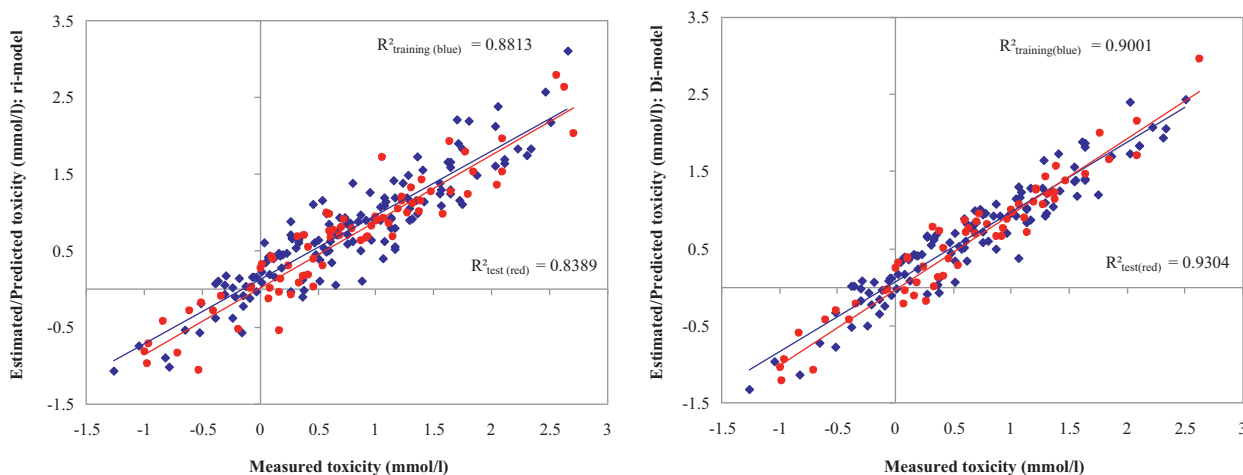 Estimated/Predicted toxicity (mmol/l): ri-model
3.5
2.5
1.5
0.5
-0.5
-1.5
R²training (blue) = 0.8813
R²test (red) = 0.8389
-1.5 -1 -0.5 0 0.5 1 1.5 2 2.5 3
Measured toxicity (mmol/l)
Estimated/Predicted toxicity (mmol/l): Di-model
3.5
2.5
1.5
0.5
-0.5
-1.5
R²training(blue) = 0.9001
R²test(red) = 0.9304
-1.5 -1 -0.5 0 0.5 1 1.5 2 2.5 3
Measured toxicity (mmol/l)